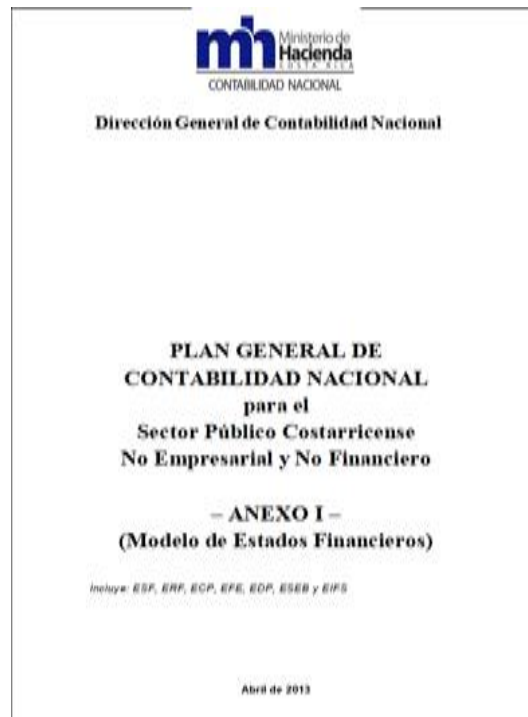 mh
Ministerio de
Hacienda
COSTA RICA
CONTABILIDAD NACIONAL
Dirección General de Contabilidad Nacional
PLAN GENERAL DE
CONTABILIDAD NACIONAL
para el
Sector Público Costarricense
No Empresarial y No Financiero
– ANEXO I –
(Modelo de Estados Financieros)
Incluye: ESF, ERF, ECP, EFE, EDP, ESEB y EIFS
Abril de 2013